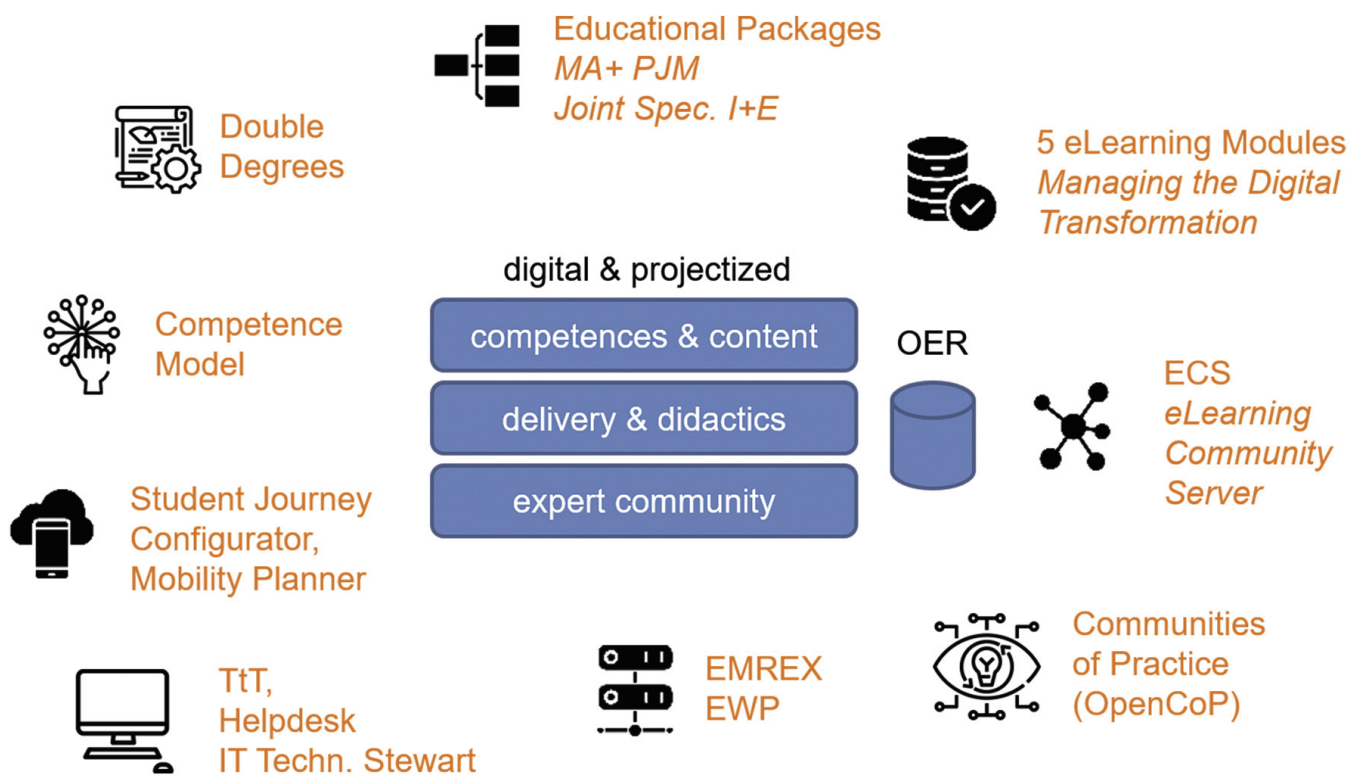 Educational Packages
MA+ PJM
Joint Spec. I+E
Double
Degrees
5 eLearning Modules
Managing the Digital
Transformation
digital & projectized
competences & content
delivery & didactics
expert community
OER
Competence
Model
ECS
eLearning
Community
Server
Student Journey
Configurator,
Mobility Planner
Communities
of Practice
(OpenCoP)
EMREX
EWP
TtT,
Helpdesk
IT Techn. Stewart